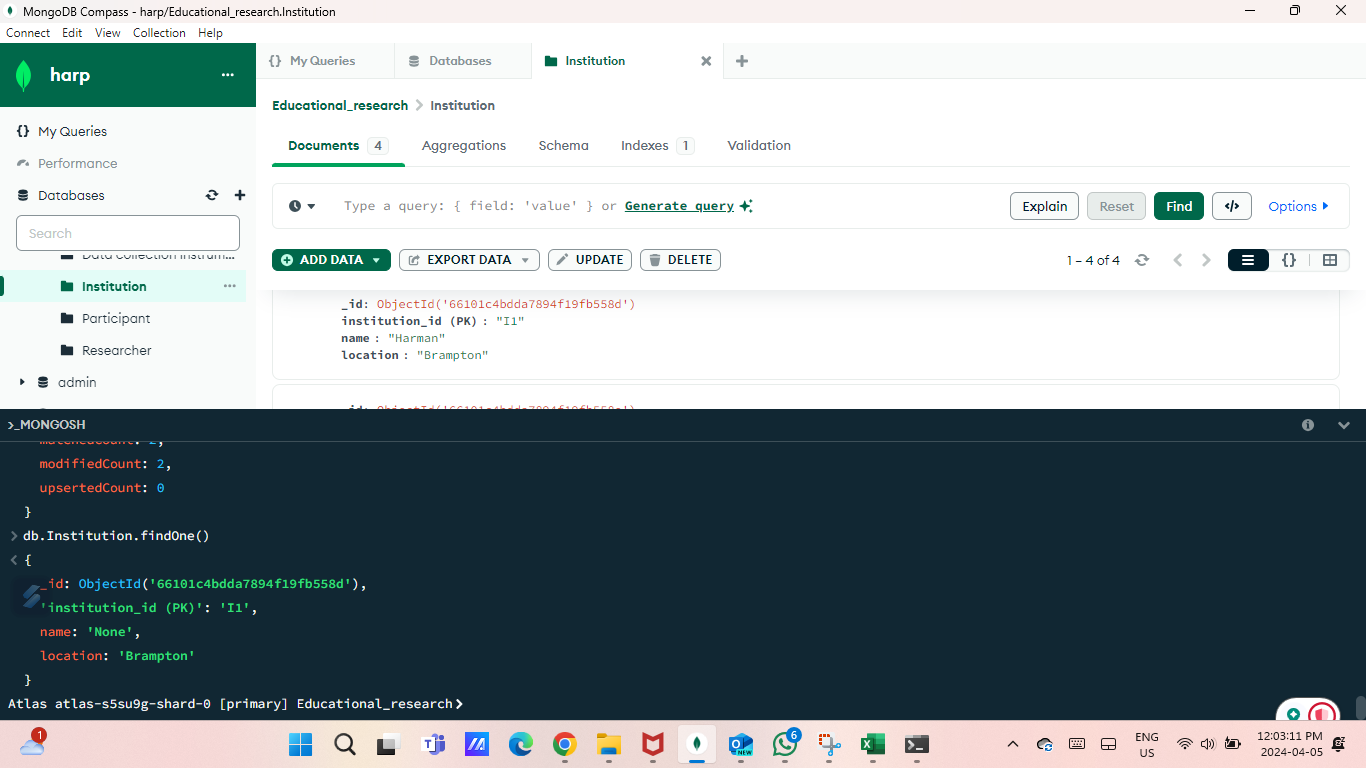 MongoDB Compass - harp/Educational_research.Institution
Connect Edit View Collection Help
harp
{} My Queries
Databases
Institution
Educational_research > Institution
My Queries
Performance
Databases
Search
Institution
Participant
Researcher
admin
Documents 4 Aggregations Schema Indexes 1 Validation
Type a query: { field: 'value' } or Generate query
Explain Reset Find </> Options
ADD DATA EXPORT DATA UPDATE DELETE
1 – 4 of 4
_id: ObjectId('66101c4bdda7894f19fb558d')
institution_id (PK) : "I1"
name : "Harman"
location : "Brampton"
>_MONGOSH
modifiedCount: 2,
upsertedCount: 0
}
> db.Institution.findOne()
< {
_id: ObjectId('66101c4bdda7894f19fb558d'),
'institution_id (PK)': 'I1',
name: 'None',
location: 'Brampton'
}
Atlas atlas-s5su9g-shard-0 [primary] Educational_research>
1
6
ENG
US
12:03:11 PM
2024-04-05